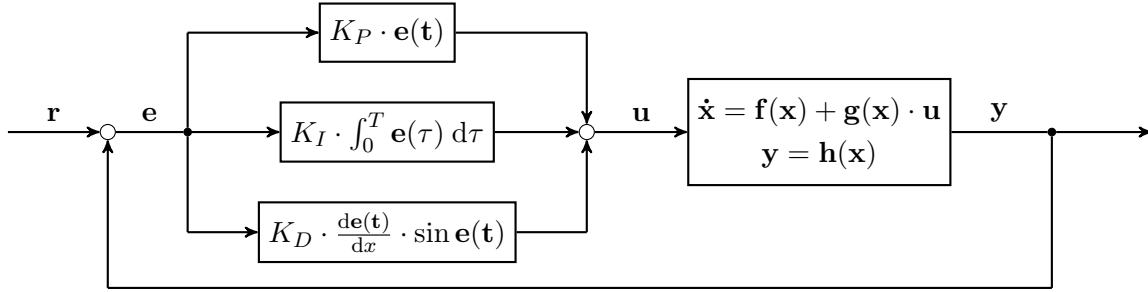 K_P · e(t)
r
e
K_I · ∫_0^T e(τ) dτ
u
ẋ = f(x) + g(x) · u
y = h(x)
y
K_D · de(t)/dx · sin e(t)